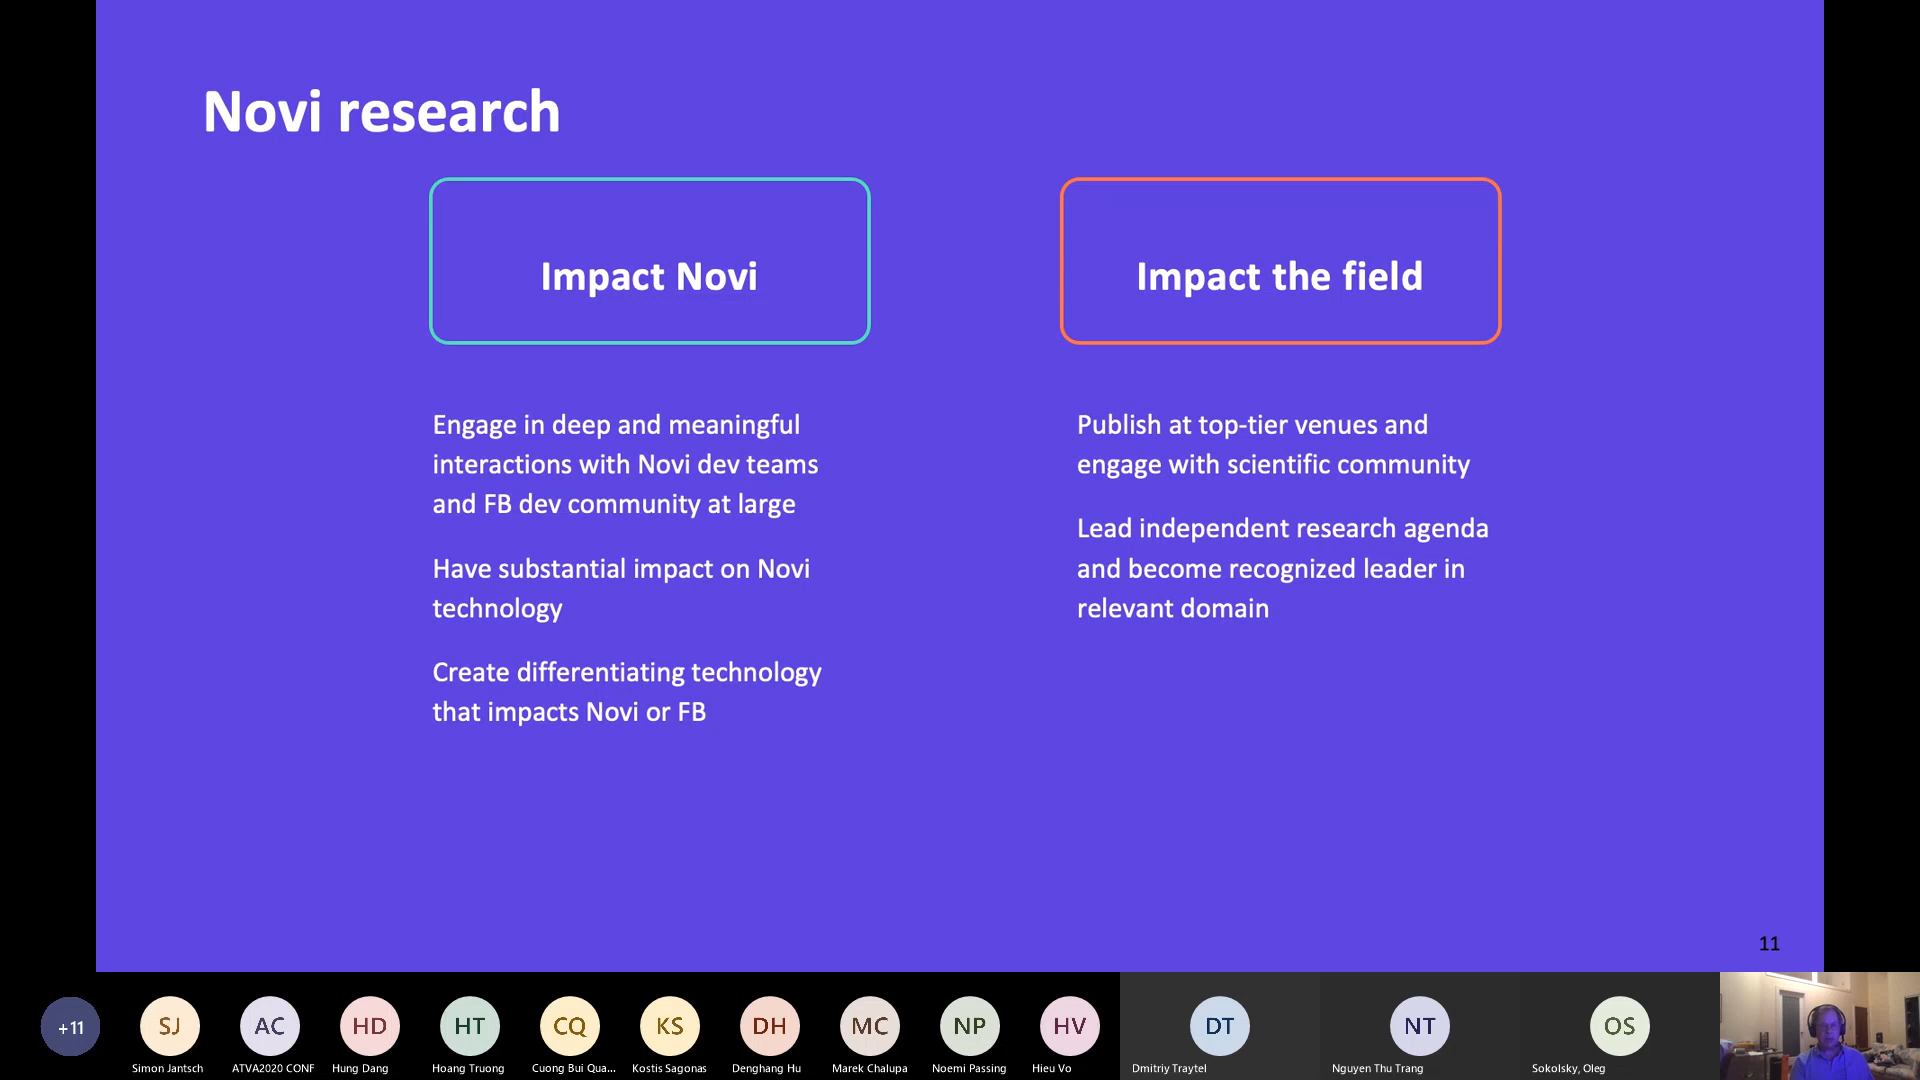 Novi research
Impact Novi
Engage in deep and meaningful
interactions with Novi dev teams
and FB dev community at large
Have substantial impact on Novi
technology
Create differentiating technology
that impacts Novi or FB
Impact the field
Publish at top-tier venues and
engage with scientific community
Lead independent research agenda
and become recognized leader in
relevant domain
11
+11
SJ
Simon Jantsch
AC
ATVA2020 CONF
HD
Hung Dang
HT
Hoang Truong
CQ
Cuong Bui Qua...
KS
Kostis Sagonas
DH
Denghang Hu
MC
Marek Chalupa
NP
Noemi Passing
HV
Hieu Vo
DT
Dmitriy Traytel
NT
Nguyen Thu Trang
OS
Sokolsky, Oleg